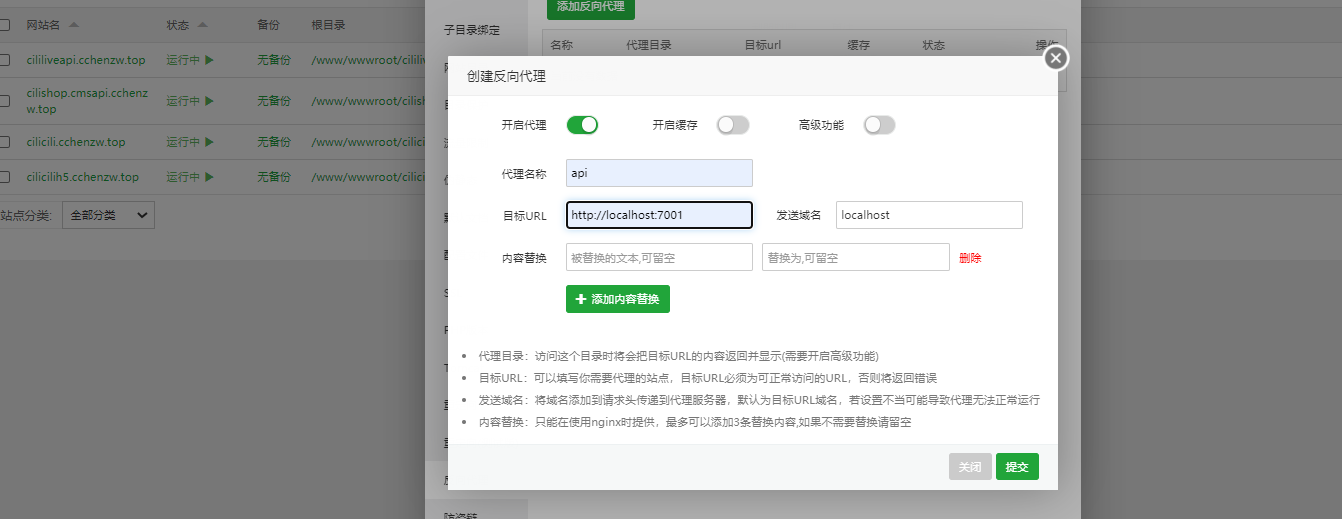 添加反向代理
子目录绑定
网站名 状态 备份 根目录
名称 代理目录 目标url 缓存 状态 操作
cililiveapi.cchenzw.top 运行中 无备份 /www/wwwroot/cililiv
cilishop.cmsapi.cchenz
w.top
运行中 无备份 /www/wwwroot/cilish
cilicili.cchenzw.top 运行中 无备份 /www/wwwroot/cilici
cilicilih5.cchenzw.top 运行中 无备份 /www/wwwroot/cilici
站点分类: 全部分类
创建反向代理
开启代理 开启缓存 高级功能
代理名称 api
目标URL http://localhost:7001 发送域名 localhost
内容替换 被替换的文本,可留空 替换为,可留空 删除
添加内容替换
代理目录：访问这个目录时将会把目标URL的内容返回并显示(需要开启高级功能)
目标URL：可以填写你需要代理的站点，目标URL必须为可正常访问的URL，否则将返回错误
发送域名：将域名添加到请求头传递到代理服务器，默认为目标URL域名，若设置不当可能导致代理无法正常运行
内容替换：只能在使用nginx时提供，最多可以添加3条替换内容,如果不需要替换请留空
关闭 提交
防盗链